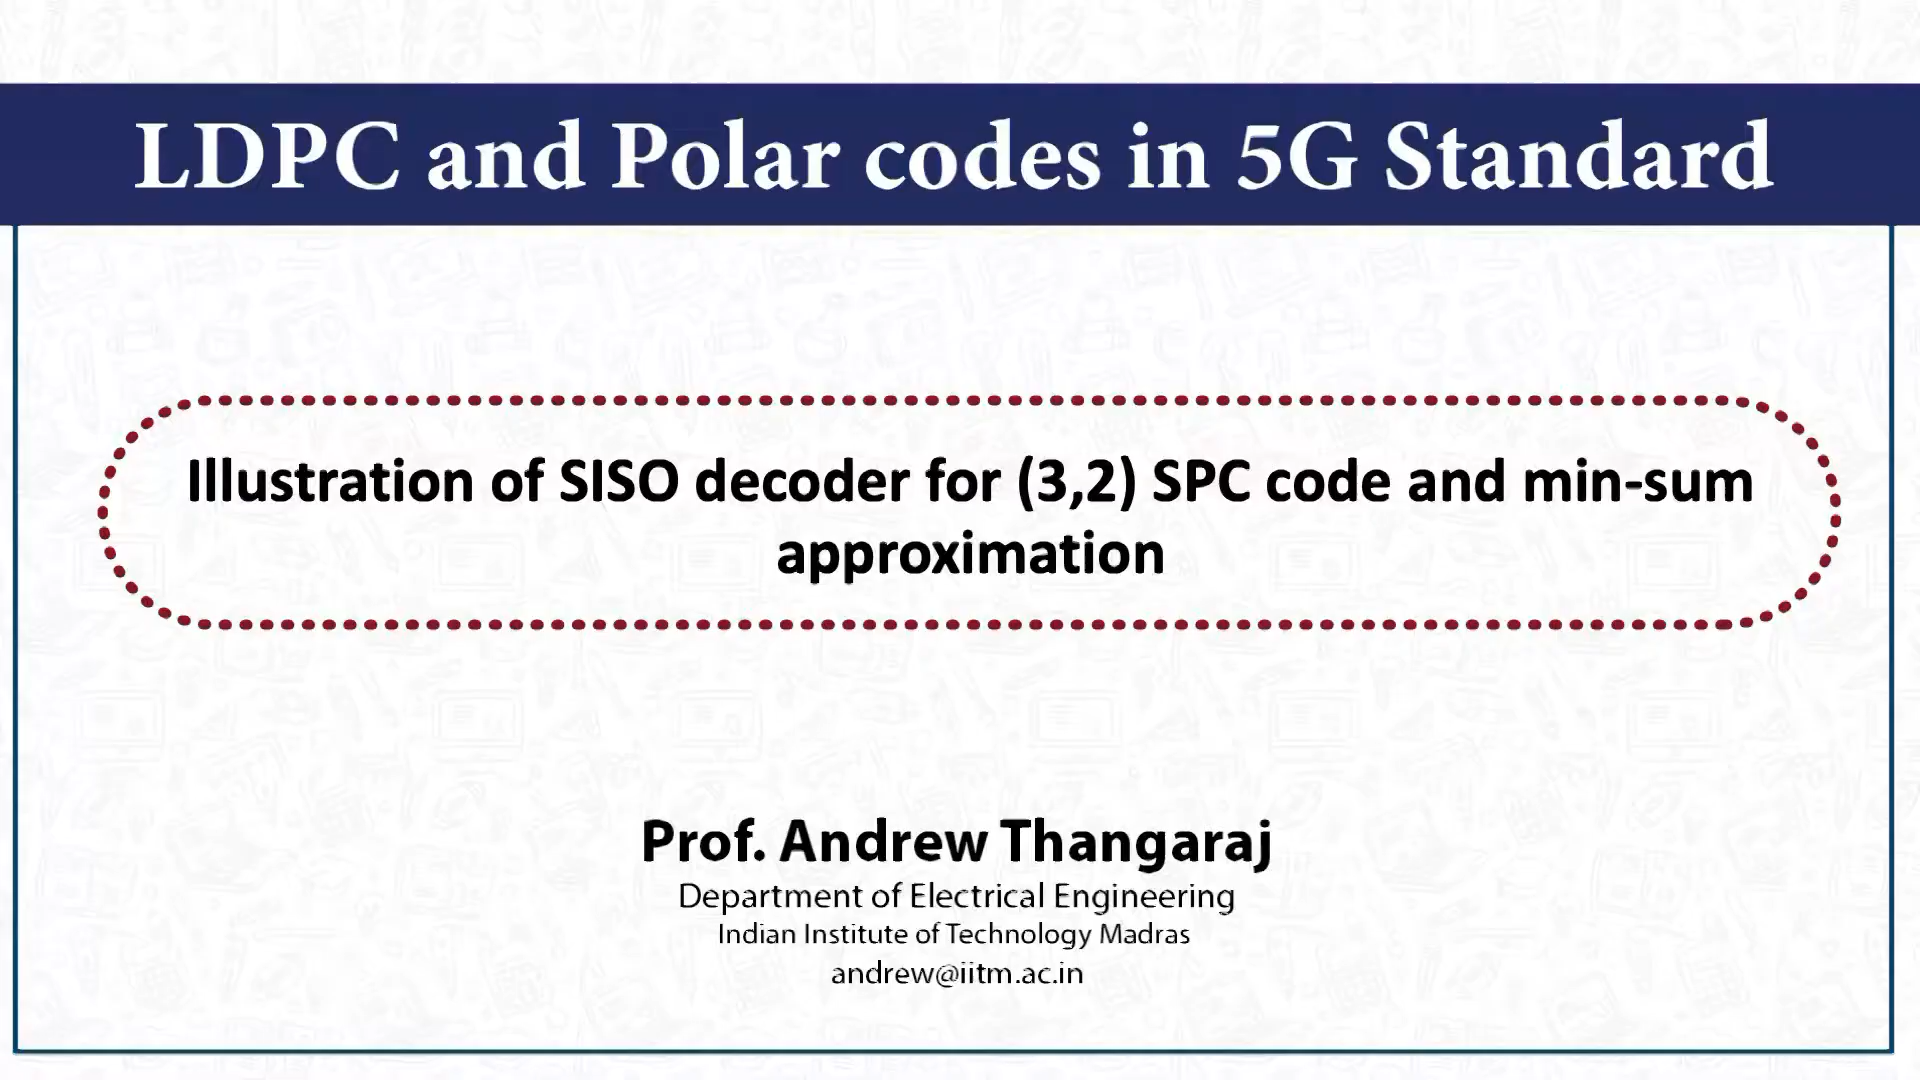 LDPC and Polar codes in 5G Standard
Illustration of SISO decoder for (3,2) SPC code and min-sum
approximation
Prof. Andrew Thangaraj
Department of Electrical Engineering
Indian Institute of Technology Madras
andrew@iitm.ac.in